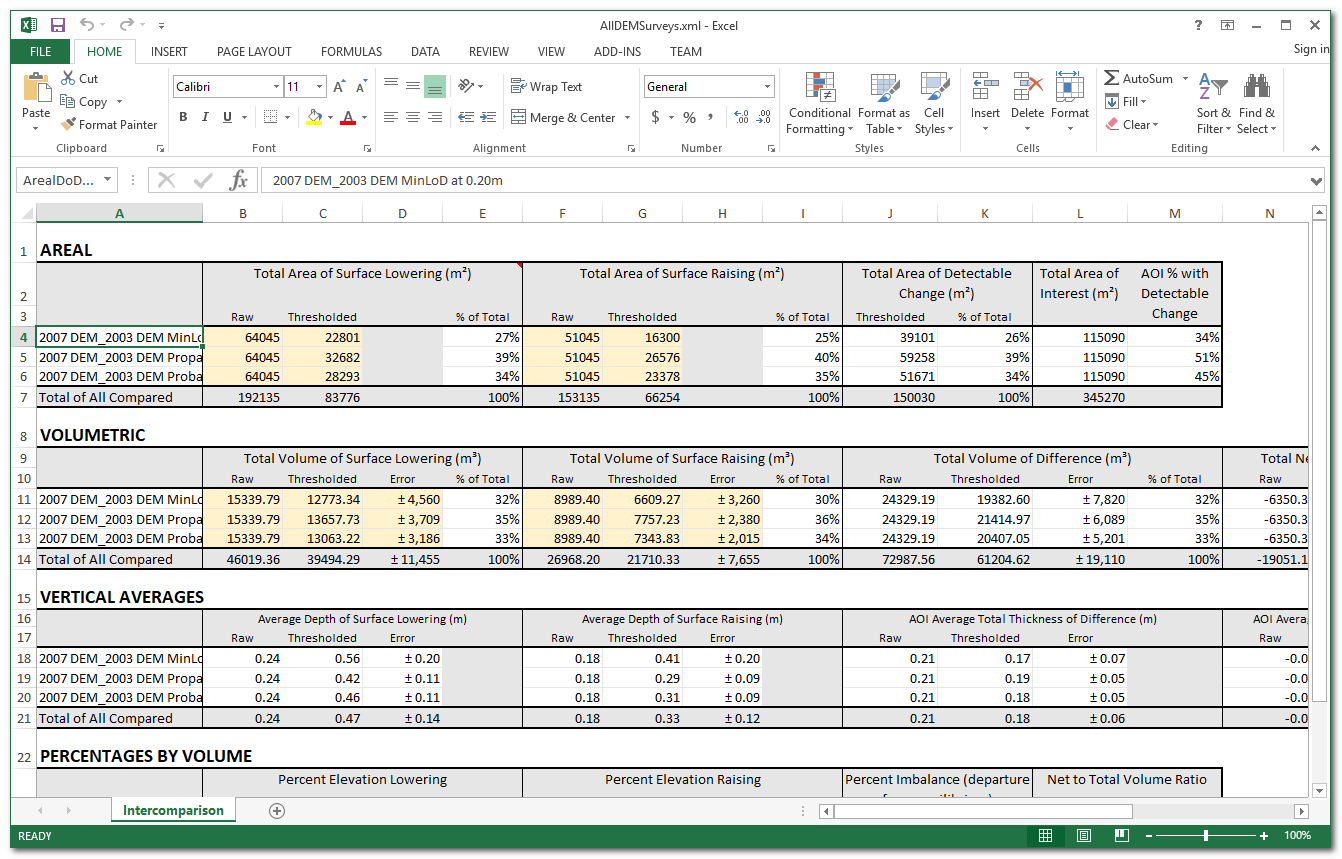 AllDEMSurveys.xml - Excel
?
FILE HOME INSERT PAGE LAYOUT FORMULAS DATA REVIEW VIEW ADD-INS TEAM Sign in
Paste Cut Copy Format Painter
Clipboard
Calibri 11 A A
B I U A
Font
Wrap Text
Merge & Center
Alignment
General
$ % ,
Number
Conditional Formatting Format as Table Cell Styles
Styles
Insert Delete Format
Cells
AutoSum Fill Clear Sort & Filter Find & Select
Editing
ArealDoD... fx 2007 DEM_2003 DEM MinLoD at 0.20m
A B C D E F G H I J K L M N
1 AREAL
2 Total Area of Surface Lowering (m²) Total Area of Surface Raising (m²) Total Area of Detectable Change (m²) Total Area of Interest (m²) AOI % with Detectable Change
3 Raw Thresholded % of Total Raw Thresholded % of Total Thresholded % of Total
4 2007 DEM_2003 DEM MinLo 64045 22801 27% 51045 16300 25% 39101 26% 115090 34%
5 2007 DEM_2003 DEM Propa 64045 32682 39% 51045 26576 40% 59258 39% 115090 51%
6 2007 DEM_2003 DEM Proba 64045 28293 34% 51045 23378 35% 51671 34% 115090 45%
7 Total of All Compared 192135 83776 100% 153135 66254 100% 150030 100% 345270
8 VOLUMETRIC
9 Total Volume of Surface Lowering (m³) Total Volume of Surface Raising (m³) Total Volume of Difference (m³) Total Ne
10 Raw Thresholded Error % of Total Raw Thresholded Error % of Total Raw Thresholded Error % of Total Raw
11 2007 DEM_2003 DEM MinLo 15339.79 12773.34 ± 4,560 32% 8989.40 6609.27 ± 3,260 30% 24329.19 19382.60 ± 7,820 32% -6350.3
12 2007 DEM_2003 DEM Propa 15339.79 13657.73 ± 3,709 35% 8989.40 7757.23 ± 2,380 36% 24329.19 21414.97 ± 6,089 35% -6350.3
13 2007 DEM_2003 DEM Proba 15339.79 13063.22 ± 3,186 33% 8989.40 7343.83 ± 2,015 34% 24329.19 20407.05 ± 5,201 33% -6350.3
14 Total of All Compared 46019.36 39494.29 ± 11,455 100% 26968.20 21710.33 ± 7,655 100% 72987.56 61204.62 ± 19,110 100% -19051.1
15 VERTICAL AVERAGES
16 Average Depth of Surface Lowering (m) Average Depth of Surface Raising (m) AOI Average Total Thickness of Difference (m) AOI Avera
17 Raw Thresholded Error Raw Thresholded Error Raw Thresholded Error Raw
18 2007 DEM_2003 DEM MinLo 0.24 0.56 ± 0.20 0.18 0.41 ± 0.20 0.21 0.17 ± 0.07 -0.0
19 2007 DEM_2003 DEM Propa 0.24 0.42 ± 0.11 0.18 0.29 ± 0.09 0.21 0.19 ± 0.05 -0.0
20 2007 DEM_2003 DEM Proba 0.24 0.46 ± 0.11 0.18 0.31 ± 0.09 0.21 0.18 ± 0.05 -0.0
21 Total of All Compared 0.24 0.47 ± 0.14 0.18 0.33 ± 0.12 0.21 0.18 ± 0.06 -0.0
22 PERCENTAGES BY VOLUME
Percent Elevation Lowering Percent Elevation Raising Percent Imbalance (departure Net to Total Volume Ratio
Intercomparison
READY 100%